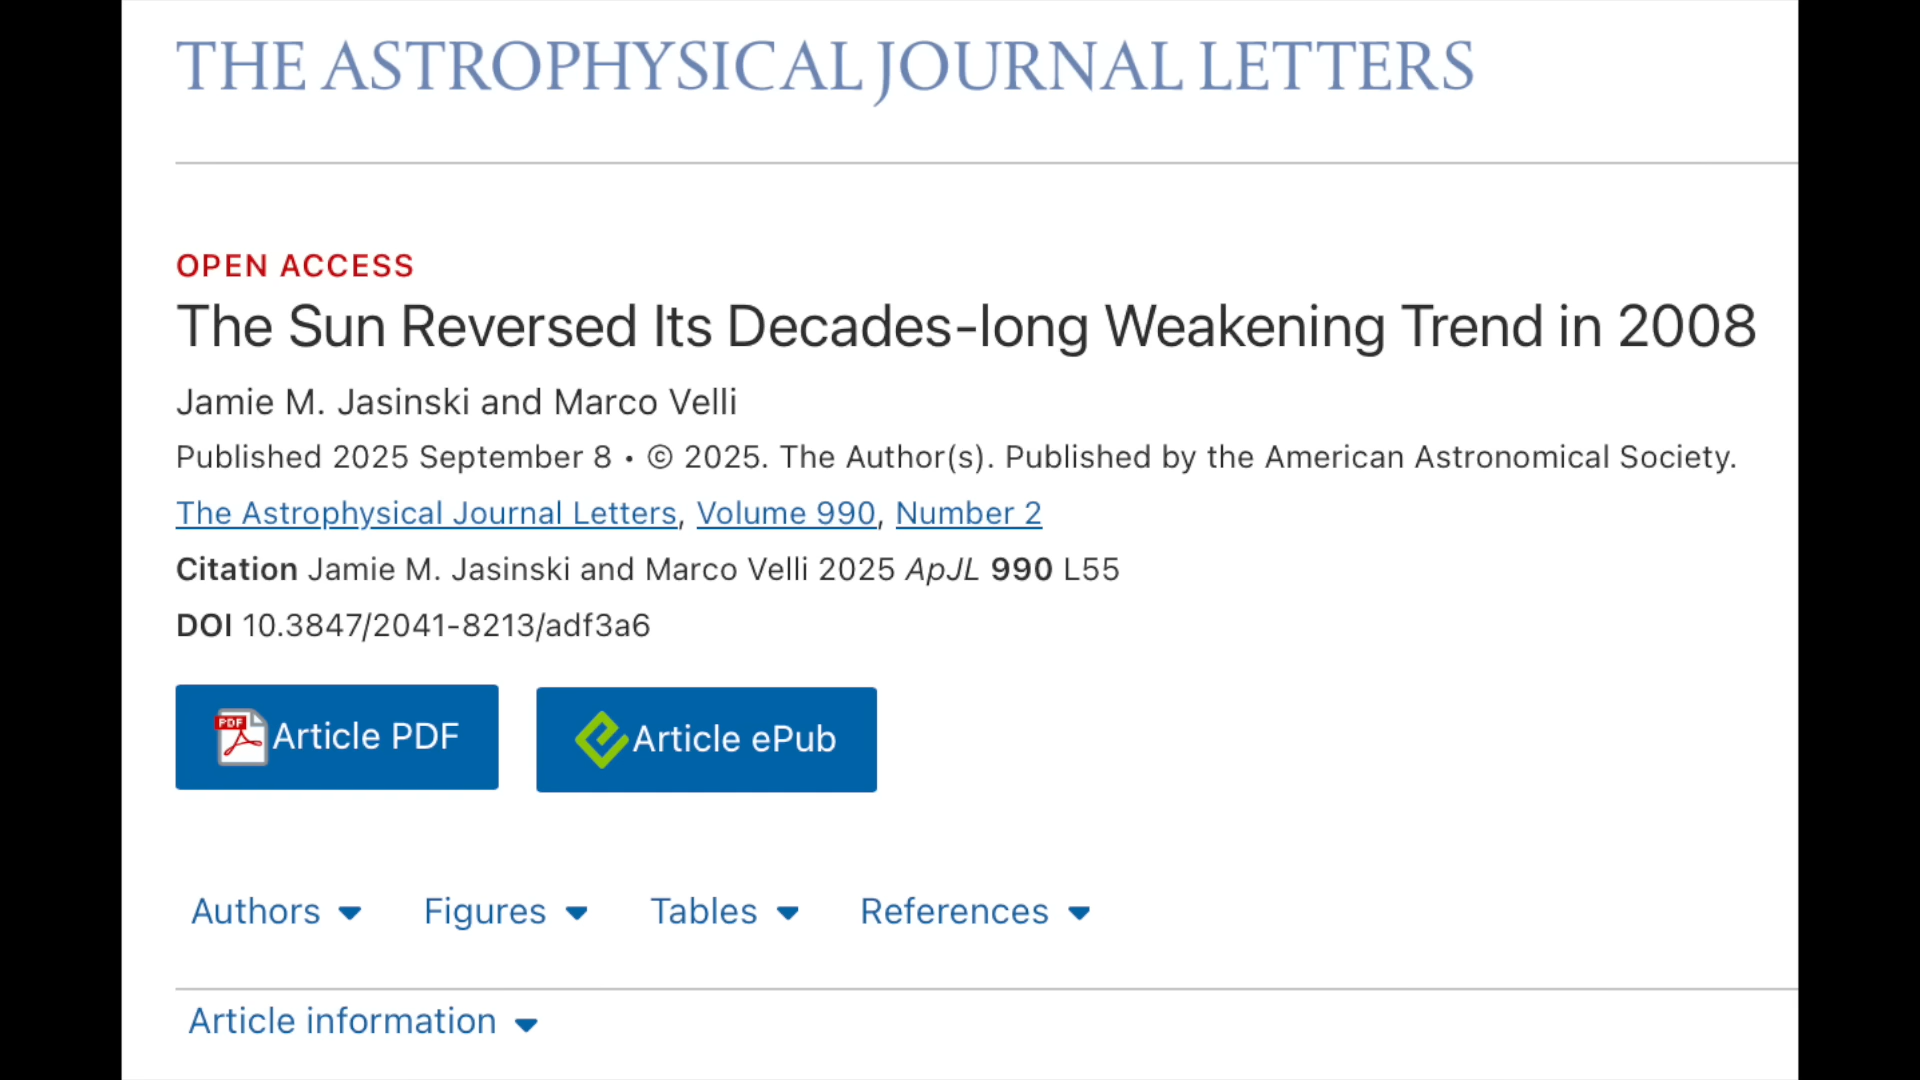 THE ASTROPHYSICAL JOURNAL LETTERS
OPEN ACCESS
The Sun Reversed Its Decades-long Weakening Trend in 2008
Jamie M. Jasinski and Marco Velli
Published 2025 September 8 • © 2025. The Author(s). Published by the American Astronomical Society.
The Astrophysical Journal Letters, Volume 990, Number 2
Citation Jamie M. Jasinski and Marco Velli 2025 ApJL 990 L55
DOI 10.3847/2041-8213/adf3a6
PDF Article PDF Article ePub
Authors Figures Tables References
Article information